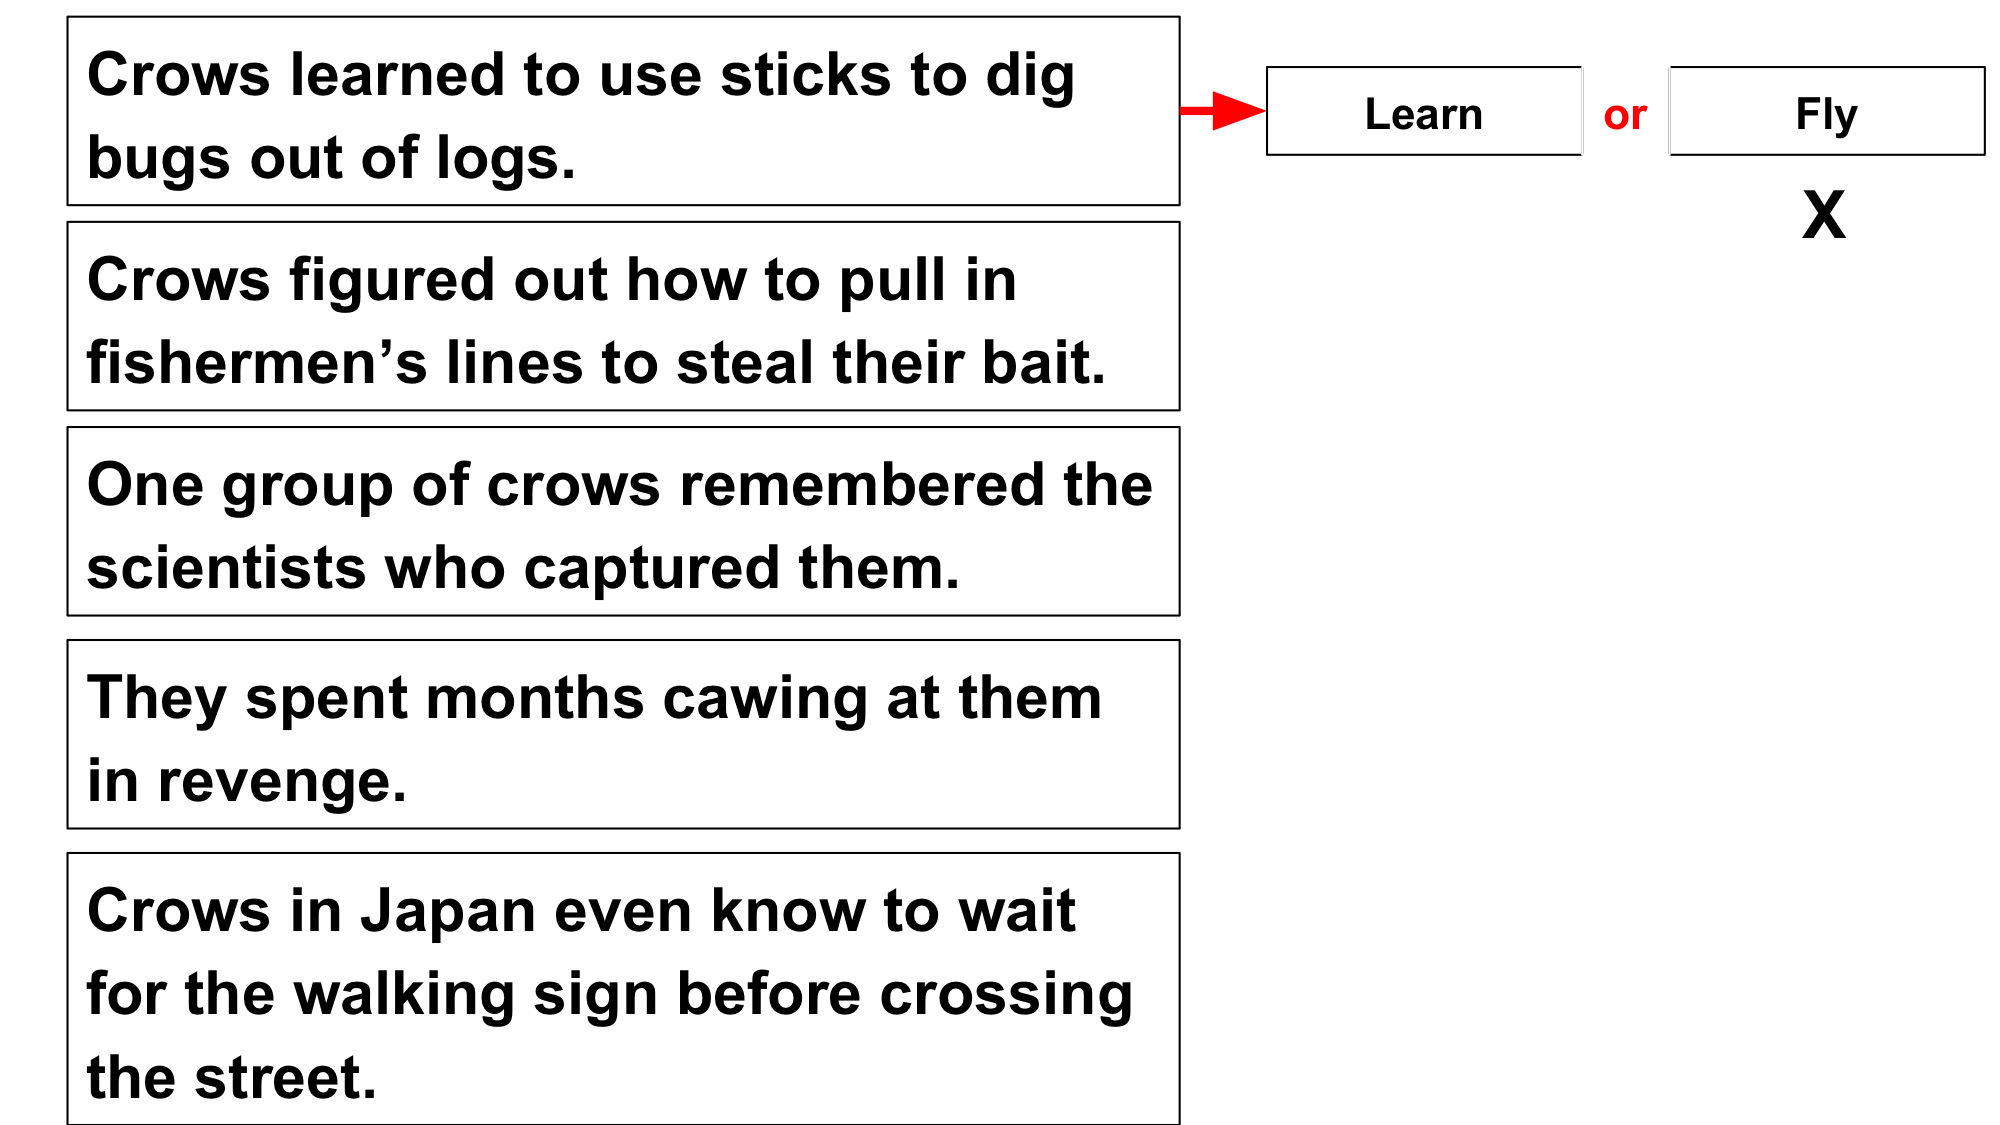 Crows learned to use sticks to dig
bugs out of logs.
Learn or Fly
X
Crows figured out how to pull in
fishermen’s lines to steal their bait.
One group of crows remembered the
scientists who captured them.
They spent months cawing at them
in revenge.
Crows in Japan even know to wait
for the walking sign before crossing
the street.